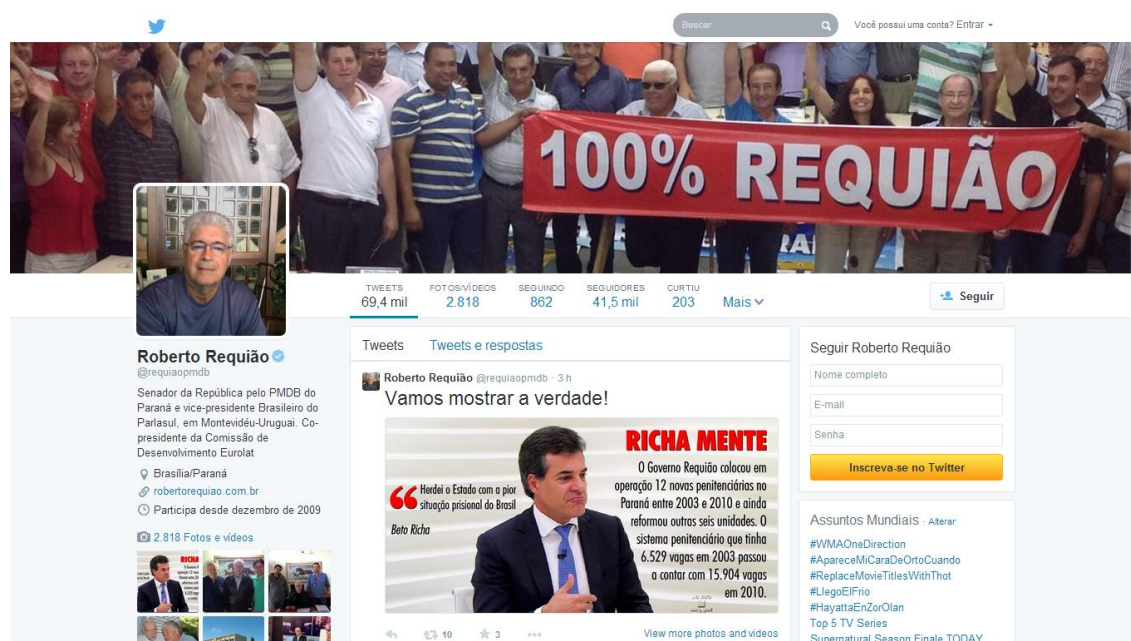 Buscar
Você possui uma conta? Entrar
100% REQUIÃO
TWEETS
69,4 mil
FOTOS/VÍDEOS
2.818
SEGUINDO
862
SEGUIDORES
41,5 mil
CURTIU
203
Mais
Seguir
Roberto Requião
@requiaopmdb
Senador da República pelo PMDB do
Paraná e vice-presidente Brasileiro do
Parlasul, em Montevidéu-Uruguai. Co-
presidente da Comissão de
Desenvolvimento Eurolat
Brasília/Paraná
robertorequiao.com.br
Participa desde dezembro de 2009
2.818 Fotos e vídeos
Tweets
Tweets e respostas
Roberto Requião @requiaopmdb · 3 h
Vamos mostrar a verdade!
“ Herdei o Estado com a pior
situação prisional do Brasil
Beto Richa
RICHA MENTE
O Governo Requião colocou em
operação 12 novas penitenciárias no
Paraná entre 2003 e 2010 e ainda
reformou outras seis unidades. O
sistema penitenciário que tinha
6.529 vagas em 2003 passou
a contar com 15.904 vagas
em 2010.
10
3
View more photos and videos
Seguir Roberto Requião
Nome completo
E-mail
Senha
Inscreva-se no Twitter
Assuntos Mundiais · Alterar
#WMAOneDirection
#ApareceMiCaraDeOrtoCuando
#ReplaceMovieTitlesWithThot
#LlegoElFrio
#HayattaEnZorOlan
Top 5 TV Series
Supernatural Season Finale TODAY